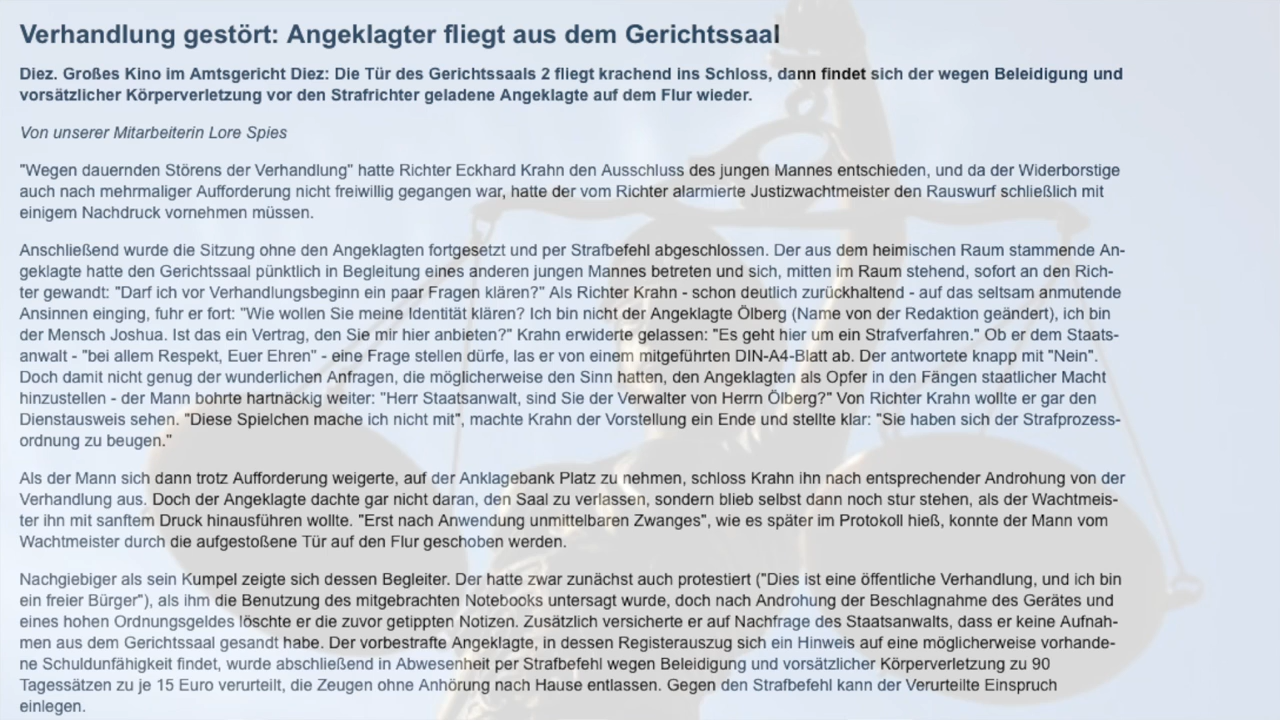 Verhandlung gestört: Angeklagter fliegt aus dem Gerichtssaal
Diez. Großes Kino im Amtsgericht Diez: Die Tür des Gerichtssaals 2 fliegt krachend ins Schloss, dann findet sich der wegen Beleidigung und
vorsätzlicher Körperverletzung vor den Strafrichter geladene Angeklagte auf dem Flur wieder.
Von unserer Mitarbeiterin Lore Spies
"Wegen dauernden Störens der Verhandlung" hatte Richter Eckhard Krahn den Ausschluss des jungen Mannes entschieden, und da der Widerborstige
auch nach mehrmaliger Aufforderung nicht freiwillig gegangen war, hatte der vom Richter alarmierte Justizwachtmeister den Rauswurf schließlich mit
einigem Nachdruck vornehmen müssen.
Anschließend wurde die Sitzung ohne den Angeklagten fortgesetzt und per Strafbefehl abgeschlossen. Der aus dem heimischen Raum stammende An-
geklagte hatte den Gerichtssaal pünktlich in Begleitung eines anderen jungen Mannes betreten und sich, mitten im Raum stehend, sofort an den Rich-
ter gewandt: "Darf ich vor Verhandlungsbeginn ein paar Fragen klären?" Als Richter Krahn - schon deutlich zurückhaltend - auf das seltsam anmutende
Ansinnen einging, fuhr er fort: "Wie wollen Sie meine Identität klären? Ich bin nicht der Angeklagte Ölberg (Name von der Redaktion geändert), ich bin
der Mensch Joshua. Ist das ein Vertrag, den Sie mir hier anbieten?" Krahn erwiderte gelassen: "Es geht hier um ein Strafverfahren." Ob er dem Staats-
anwalt - "bei allem Respekt, Euer Ehren" - eine Frage stellen dürfe, las er von einem mitgeführten DIN-A4-Blatt ab. Der antwortete knapp mit "Nein".
Doch damit nicht genug der wunderlichen Anfragen, die möglicherweise den Sinn hatten, den Angeklagten als Opfer in den Fängen staatlicher Macht
hinzustellen - der Mann bohrte hartnäckig weiter: "Herr Staatsanwalt, sind Sie der Verwalter von Herrn Ölberg?" Von Richter Krahn wollte er gar den
Dienstausweis sehen. "Diese Spielchen mache ich nicht mit", machte Krahn der Vorstellung ein Ende und stellte klar: "Sie haben sich der Strafprozess-
ordnung zu beugen."
Als der Mann sich dann trotz Aufforderung weigerte, auf der Anklagebank Platz zu nehmen, schloss Krahn ihn nach entsprechender Androhung von der
Verhandlung aus. Doch der Angeklagte dachte gar nicht daran, den Saal zu verlassen, sondern blieb selbst dann noch stur stehen, als der Wachtmeis-
ter ihn mit sanftem Druck hinausführen wollte. "Erst nach Anwendung unmittelbaren Zwanges", wie es später im Protokoll hieß, konnte der Mann vom
Wachtmeister durch die aufgestoßene Tür auf den Flur geschoben werden.
Nachgiebiger als sein Kumpel zeigte sich dessen Begleiter. Der hatte zwar zunächst auch protestiert ("Dies ist eine öffentliche Verhandlung, und ich bin
ein freier Bürger"), als ihm die Benutzung des mitgebrachten Notebooks untersagt wurde, doch nach Androhung der Beschlagnahme des Gerätes und
eines hohen Ordnungsgeldes löschte er die zuvor getippten Notizen. Zusätzlich versicherte er auf Nachfrage des Staatsanwalts, dass er keine Aufnah-
men aus dem Gerichtssaal gesandt habe. Der vorbestrafte Angeklagte, in dessen Registerauszug sich ein Hinweis auf eine möglicherweise vorhande-
ne Schuldunfähigkeit findet, wurde abschließend in Abwesenheit per Strafbefehl wegen Beleidigung und vorsätzlicher Körperverletzung zu 90
Tagessätzen zu je 15 Euro verurteilt, die Zeugen ohne Anhörung nach Hause entlassen. Gegen den Strafbefehl kann der Verurteilte Einspruch
einlegen.